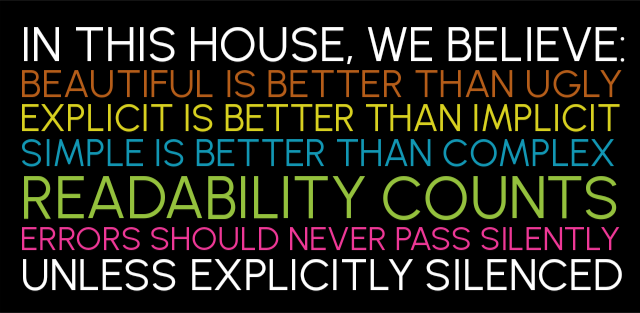 IN THIS HOUSE, WE BELIEVE:
BEAUTIFUL IS BETTER THAN UGLY
EXPLICIT IS BETTER THAN IMPLICIT
SIMPLE IS BETTER THAN COMPLEX
READABILITY COUNTS
ERRORS SHOULD NEVER PASS SILENTLY
UNLESS EXPLICITLY SILENCED